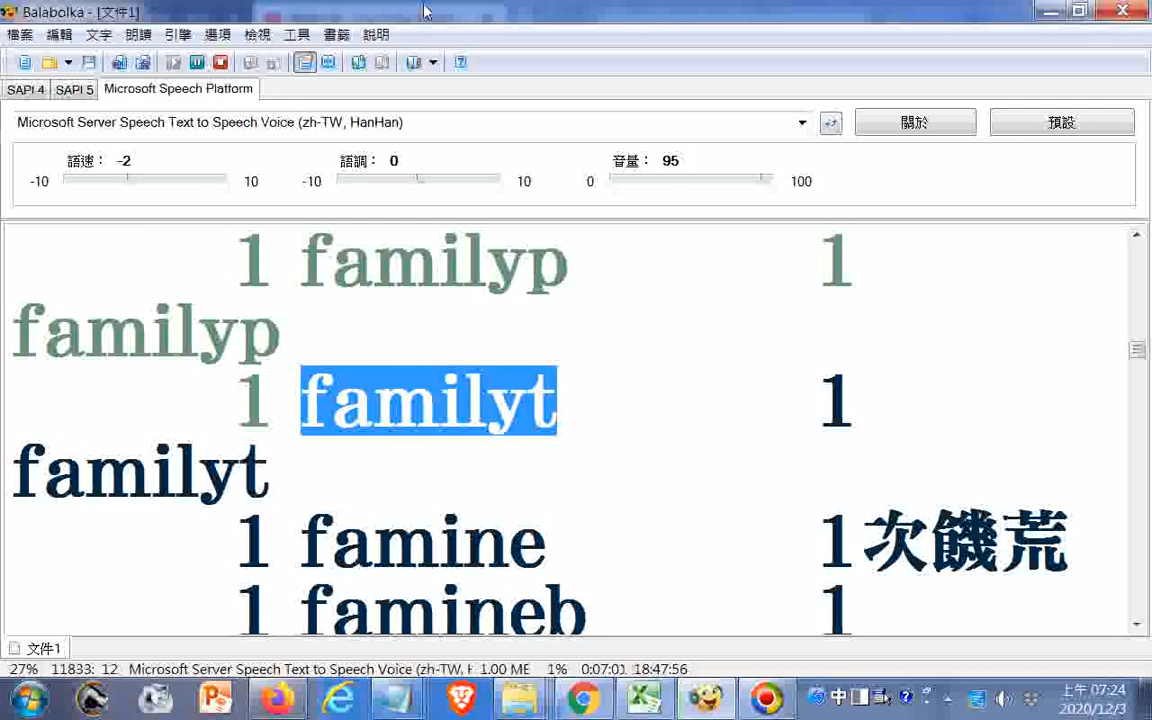 Balabolka - [文件1]
檔案 編輯 文字 朗讀 引擎 選項 檢視 工具 書籤 說明
SAPI 4 SAPI 5 Microsoft Speech Platform
Microsoft Server Speech Text to Speech Voice (zh-TW, HanHan) 關於 預設
語速： -2 語調： 0 音量： 95
-10 10 -10 10 0 100
1 familyp 1
familyp
1 familyt 1
familyt
1 famine 1次饑荒
1 famineb 1
文件1
27% 11833: 12 Microsoft Server Speech Text to Speech Voice (zh-TW, 1.00 ME 1% 0:07:01 18:47:56
中 上午 07:24
2020/12/3